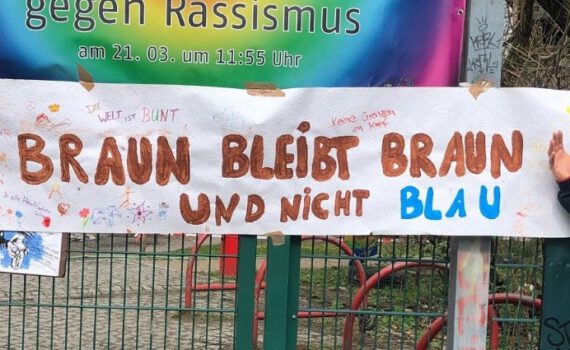 gegen Rassismus
am 21. 03. um 11:55 Uhr
DIE
WELT IST BUNT
Keine Grenzen
im Kopf
BRAUN BLEIBT BRAUN
UND NICHT BLAU